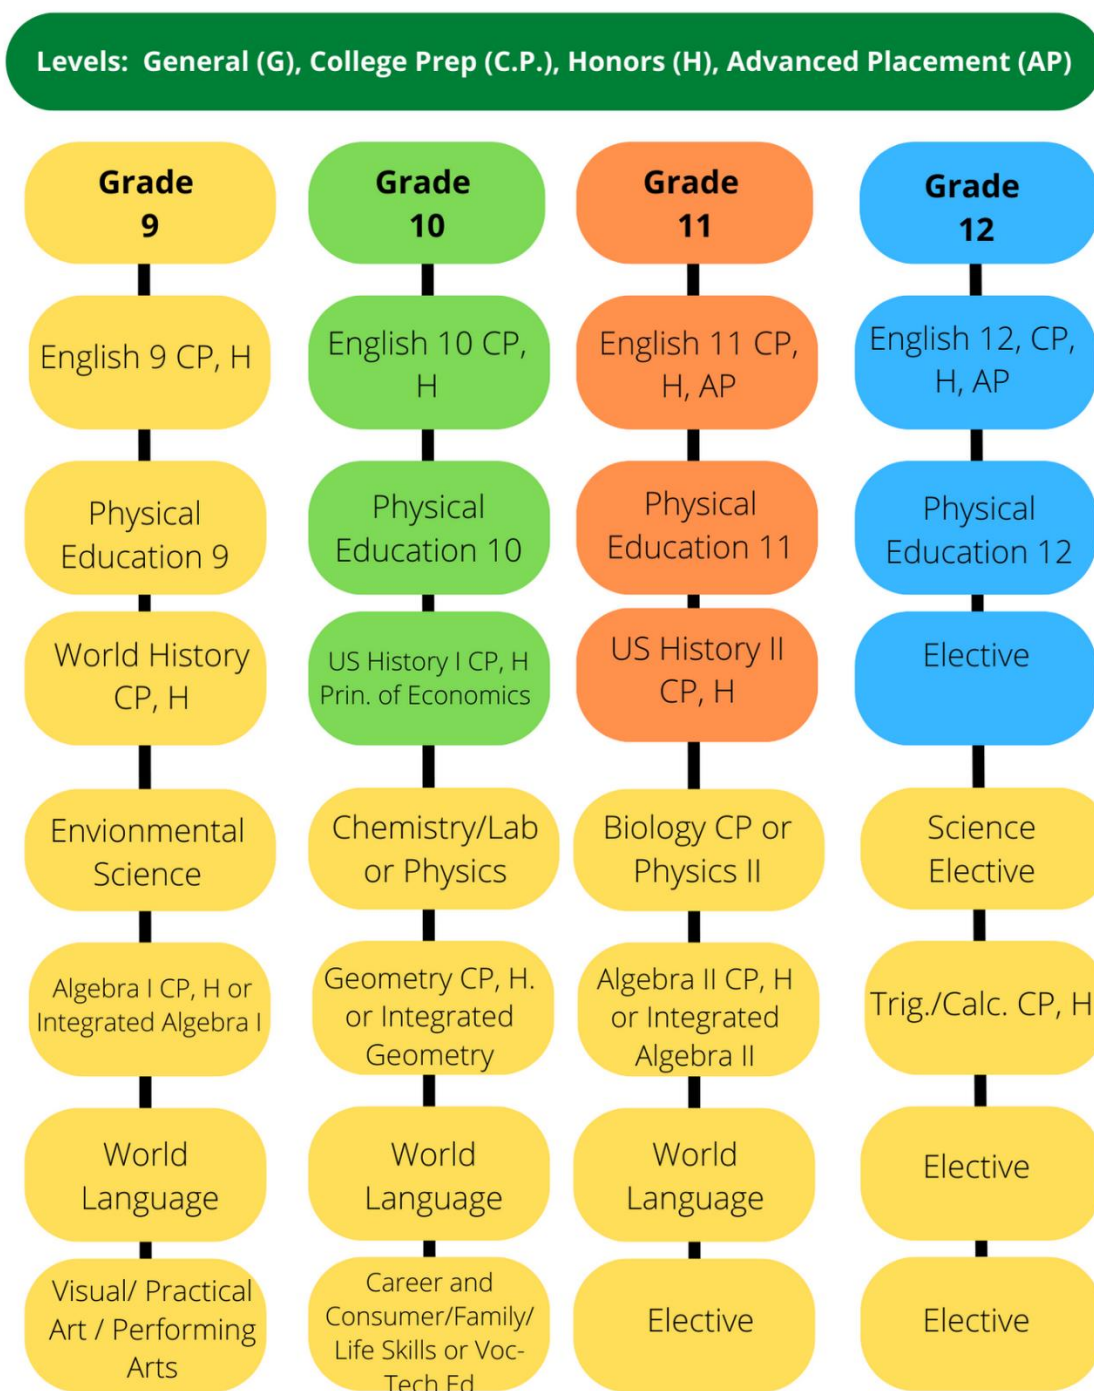 Levels: General (G), College Prep (C.P.), Honors (H), Advanced Placement (AP)
Grade
9
English 9 CP, H
Physical
Education 9
World History
CP, H
Envionmental
Science
Algebra I CP, H or
Integrated Algebra I
World
Language
Visual/ Practical
Art / Performing
Arts
Grade
10
English 10 CP,
H
Physical
Education 10
US History I CP, H
Prin. of Economics
Chemistry/Lab
or Physics
Geometry CP, H.
or Integrated
Geometry
World
Language
Career and
Consumer/Family/
Life Skills or Voc-
Tech Ed
Grade
11
English 11 CP,
H, AP
Physical
Education 11
US History II
CP, H
Biology CP or
Physics II
Algebra II CP, H
or Integrated
Algebra II
World
Language
Elective
Grade
12
English 12, CP,
H, AP
Physical
Education 12
Elective
Science
Elective
Trig./Calc. CP, H
Elective
Elective